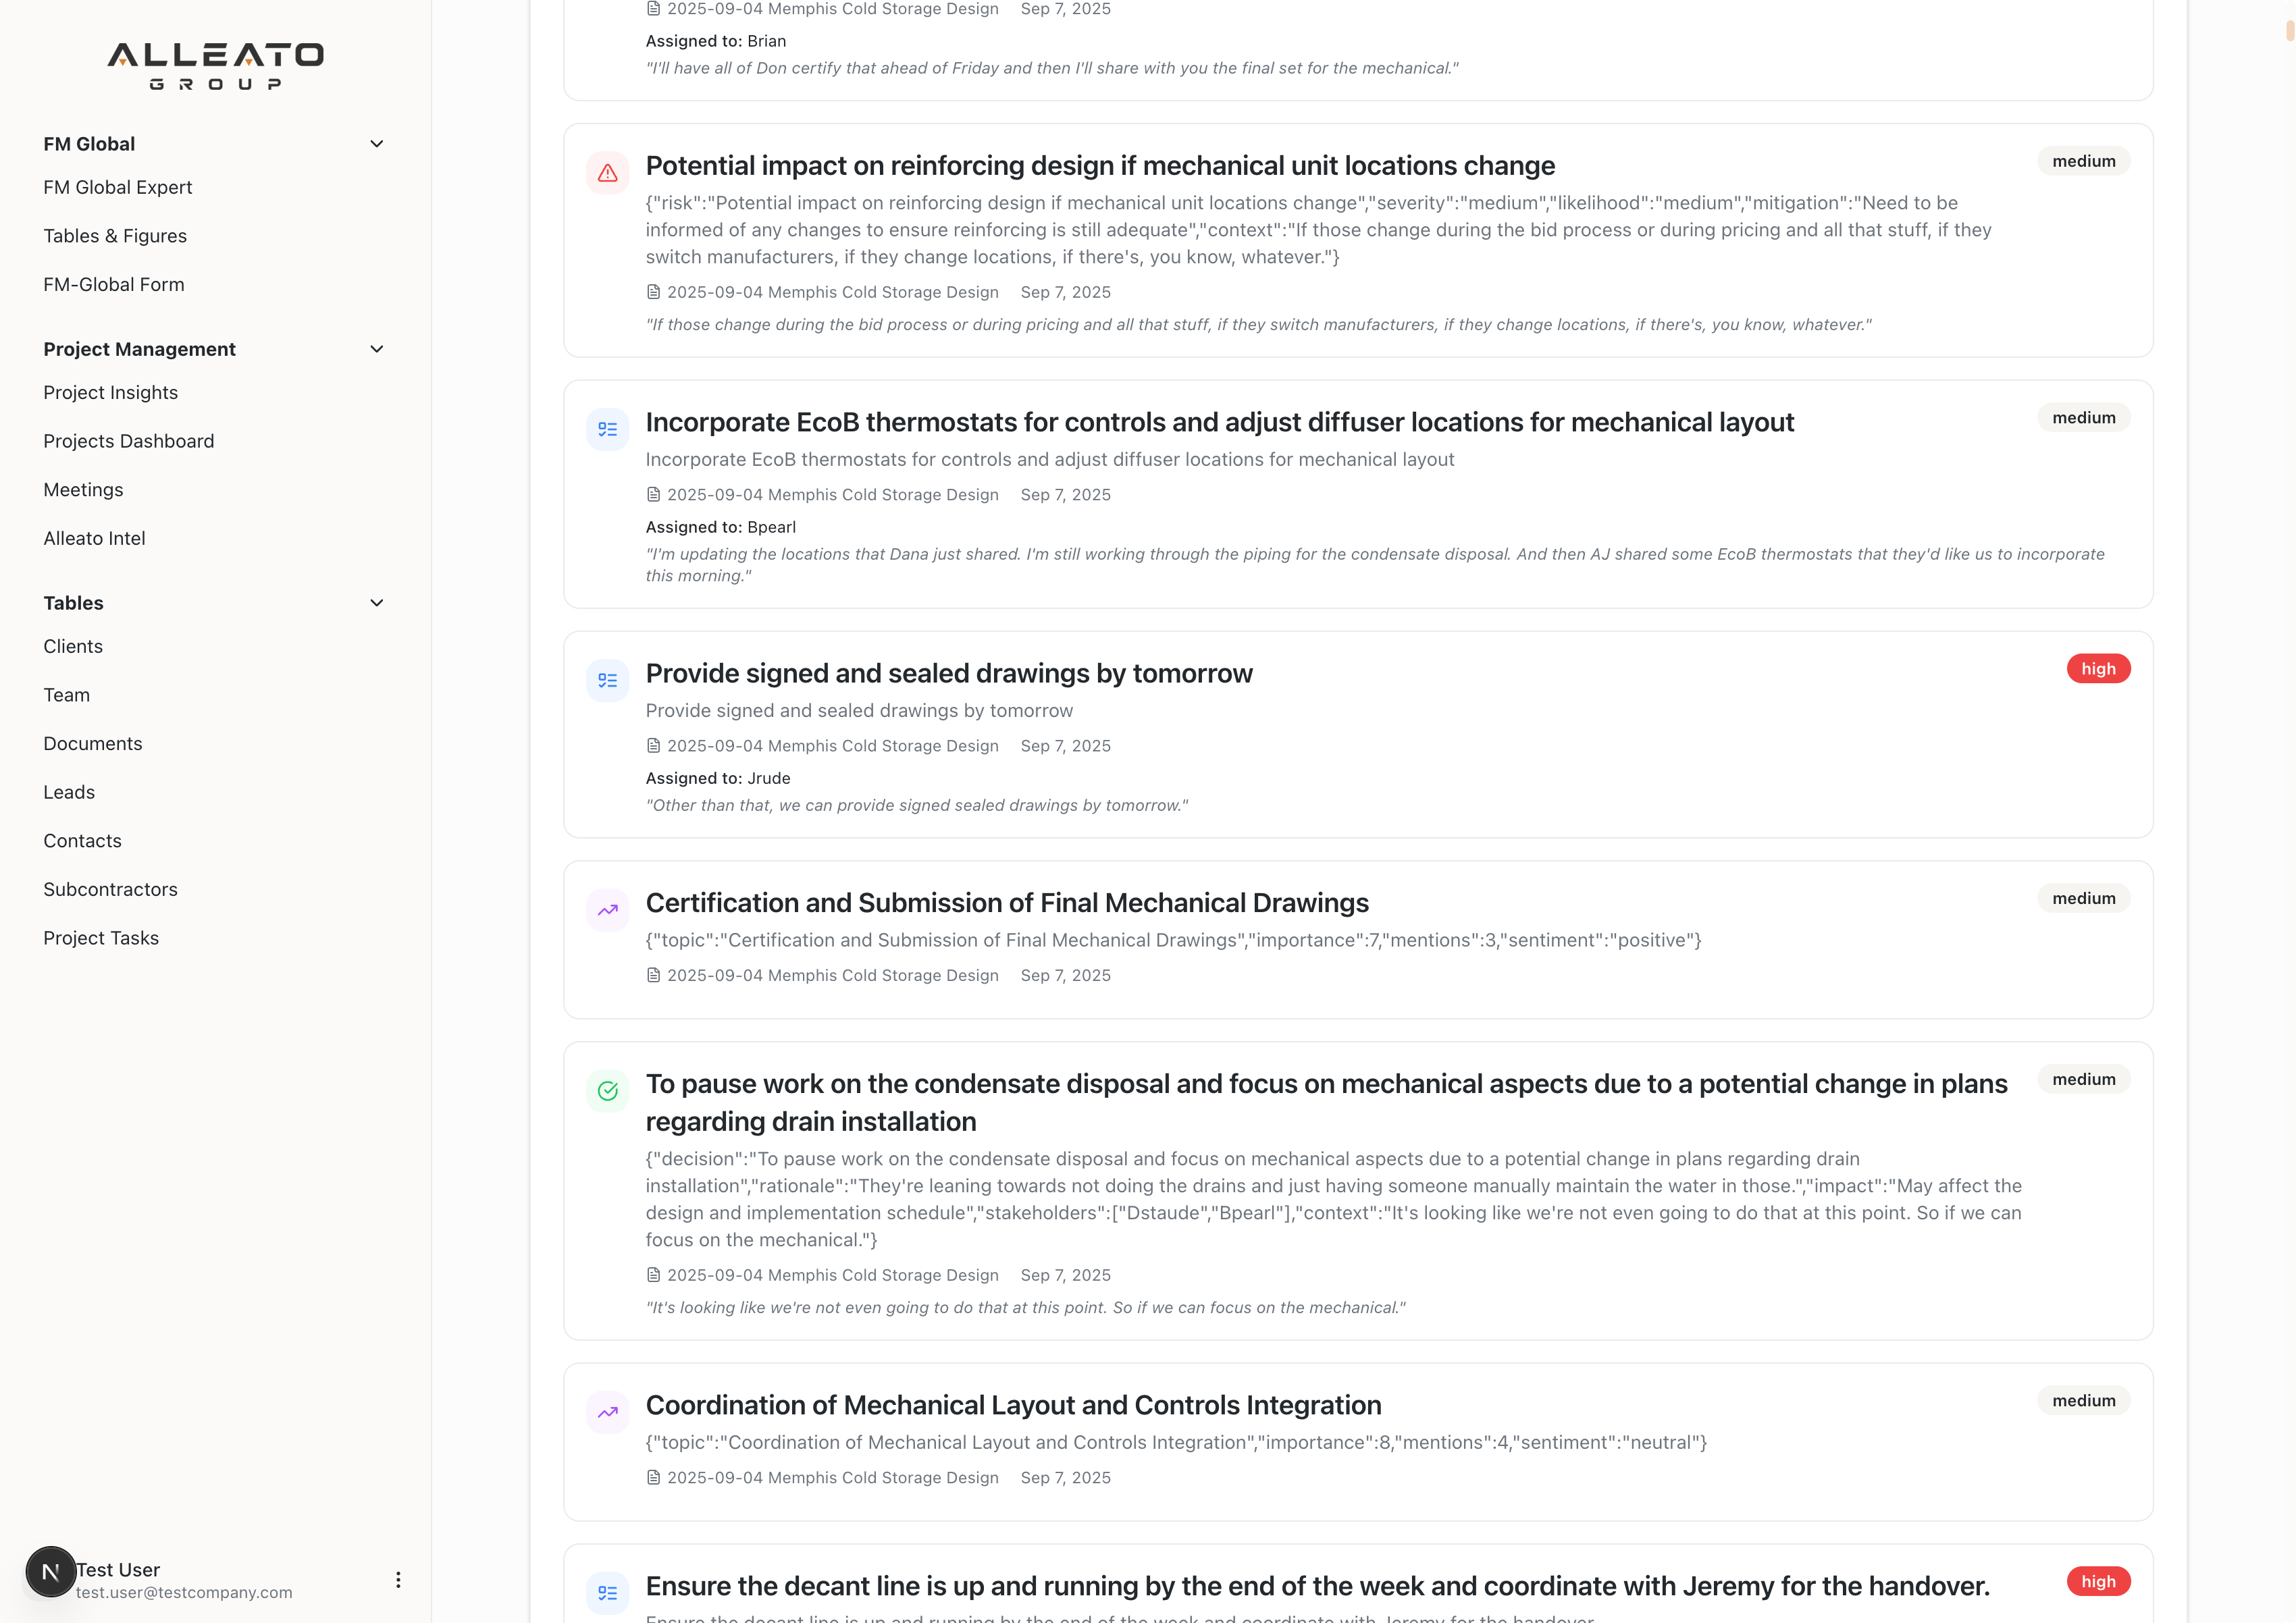 ALLEATO
GROUP
FM Global
FM Global Expert
Tables & Figures
FM-Global Form
Project Management
Project Insights
Projects Dashboard
Meetings
Alleato Intel
Tables
Clients
Team
Documents
Leads
Contacts
Subcontractors
Project Tasks
N
Test User
test.user@testcompany.com
2025-09-04 Memphis Cold Storage Design Sep 7, 2025
Assigned to: Brian
"I'll have all of Don certify that ahead of Friday and then I'll share with you the final set for the mechanical."
Potential impact on reinforcing design if mechanical unit locations change
medium
{"risk":"Potential impact on reinforcing design if mechanical unit locations change","severity":"medium","likelihood":"medium","mitigation":"Need to be
informed of any changes to ensure reinforcing is still adequate","context":"If those change during the bid process or during pricing and all that stuff, if they
switch manufacturers, if they change locations, if there's, you know, whatever."}
2025-09-04 Memphis Cold Storage Design Sep 7, 2025
"If those change during the bid process or during pricing and all that stuff, if they switch manufacturers, if they change locations, if there's, you know, whatever."
Incorporate EcoB thermostats for controls and adjust diffuser locations for mechanical layout
medium
Incorporate EcoB thermostats for controls and adjust diffuser locations for mechanical layout
2025-09-04 Memphis Cold Storage Design Sep 7, 2025
Assigned to: Bpearl
"I'm updating the locations that Dana just shared. I'm still working through the piping for the condensate disposal. And then AJ shared some EcoB thermostats that they'd like us to incorporate
this morning."
Provide signed and sealed drawings by tomorrow
high
Provide signed and sealed drawings by tomorrow
2025-09-04 Memphis Cold Storage Design Sep 7, 2025
Assigned to: Jrude
"Other than that, we can provide signed sealed drawings by tomorrow."
Certification and Submission of Final Mechanical Drawings
medium
{"topic":"Certification and Submission of Final Mechanical Drawings","importance":7,"mentions":3,"sentiment":"positive"}
2025-09-04 Memphis Cold Storage Design Sep 7, 2025
To pause work on the condensate disposal and focus on mechanical aspects due to a potential change in plans
regarding drain installation
medium
{"decision":"To pause work on the condensate disposal and focus on mechanical aspects due to a potential change in plans regarding drain
installation","rationale":"They're leaning towards not doing the drains and just having someone manually maintain the water in those.","impact":"May affect the
design and implementation schedule","stakeholders":["Dstaude","Bpearl"],"context":"It's looking like we're not even going to do that at this point. So if we can
focus on the mechanical."}
2025-09-04 Memphis Cold Storage Design Sep 7, 2025
"It's looking like we're not even going to do that at this point. So if we can focus on the mechanical."
Coordination of Mechanical Layout and Controls Integration
medium
{"topic":"Coordination of Mechanical Layout and Controls Integration","importance":8,"mentions":4,"sentiment":"neutral"}
2025-09-04 Memphis Cold Storage Design Sep 7, 2025
Ensure the decant line is up and running by the end of the week and coordinate with Jeremy for the handover.
high
Ensure the decant line is up and running by the end of the week and coordinate with Jeremy for the handover.